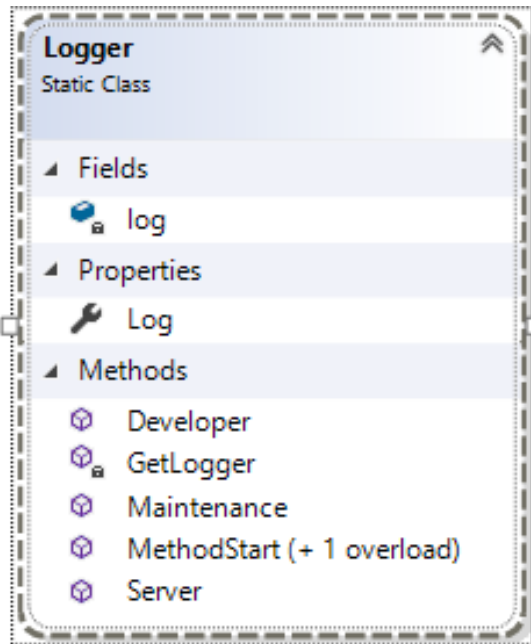 Logger
Static Class
Fields
log
Properties
Log
Methods
Developer
GetLogger
Maintenance
MethodStart (+ 1 overload)
Server